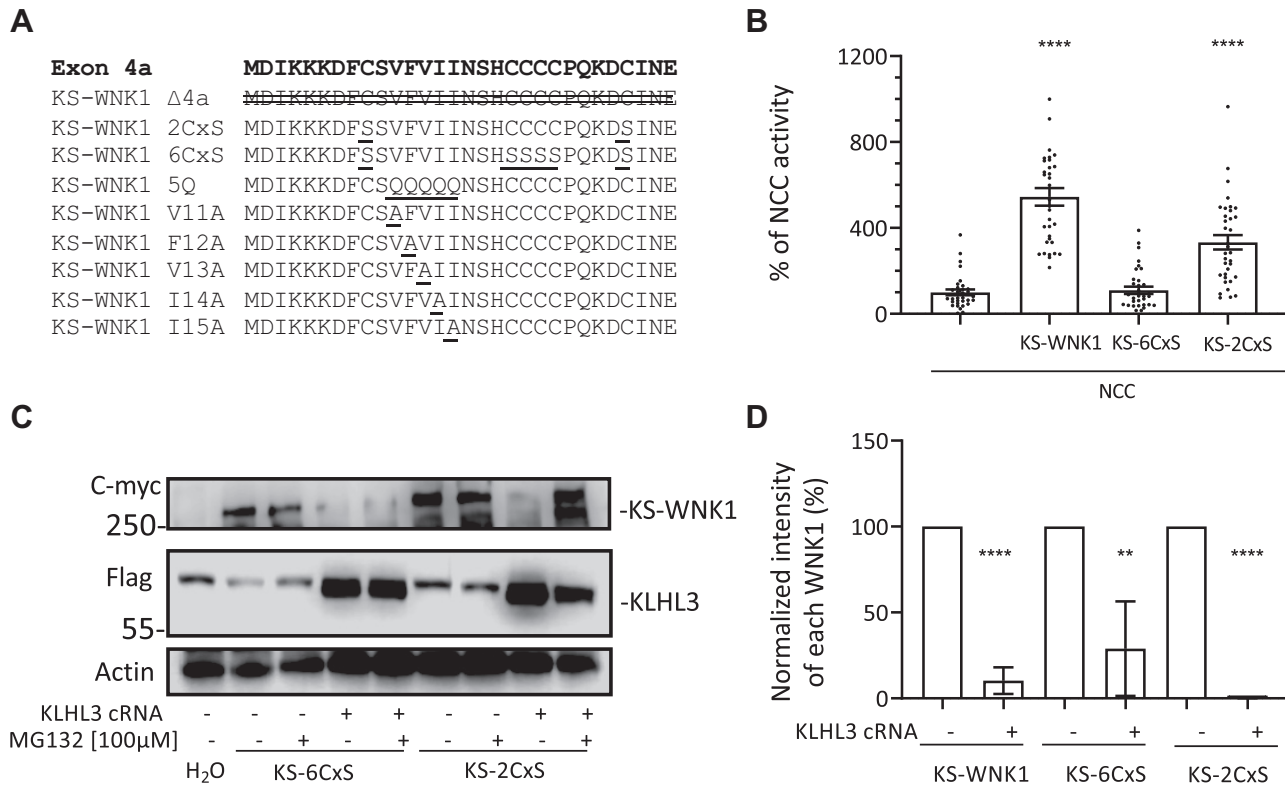 A
Exon 4a MDIKKKDFCSVFVIINSHCCCCPQKDCINE
KS-WNK1 Δ4a MDIKKKDFCSVFVIINSHCCCCPQKDCINE
KS-WNK1 2CxS MDIKKKDFSSVFVIINSHCCCCPQKDSINE
KS-WNK1 6CxS MDIKKKDFSSVFVIINSHSSSSPQKDSINE
KS-WNK1 5Q MDIKKKDFCSQQQQQNSHCCCCPQKDCINE
KS-WNK1 V11A MDIKKKDFCSAFVIINSHCCCCPQKDCINE
KS-WNK1 F12A MDIKKKDFCSVAVIINSHCCCCPQKDCINE
KS-WNK1 V13A MDIKKKDFCSVFAIINSHCCCCPQKDCINE
KS-WNK1 I14A MDIKKKDFCSVFVAINSHCCCCPQKDCINE
KS-WNK1 I15A MDIKKKDFCSVFVIANSHCCCCPQKDCINE
B
% of NCC activity
1200
800
400
0
**** ****
KS-WNK1 KS-6CxS KS-2CxS
NCC
C
C-myc
250-
-KS-WNK1
Flag
55-
-KLHL3
Actin
KLHL3 cRNA - - - + + - - + +
MG132 [100µM] - - + - + - + - +
H2O KS-6CxS KS-2CxS
D
Normalized intensity
of each WNK1 (%)
150
100
50
0
**** ** ****
KLHL3 cRNA - + - + - +
KS-WNK1 KS-6CxS KS-2CxS